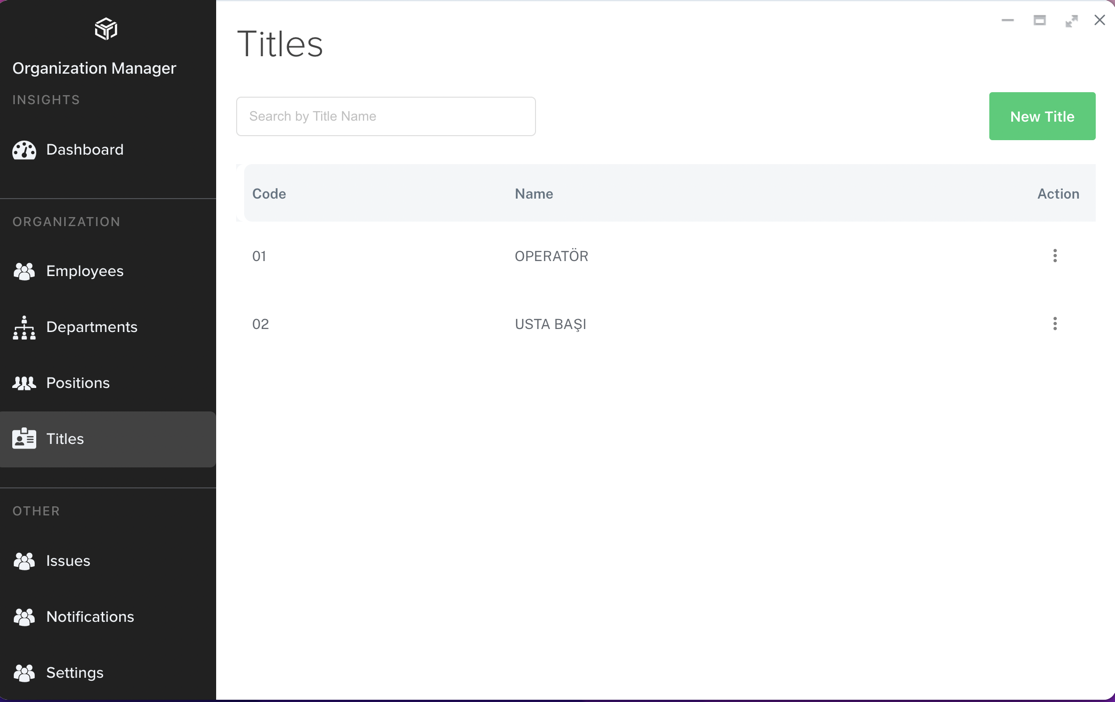 Organization Manager
INSIGHTS
Dashboard
ORGANIZATION
Employees
Departments
Positions
Titles
OTHER
Issues
Notifications
Settings
Titles
Search by Title Name
New Title
Code Name Action
01 OPERATÖR
02 USTA BAŞI